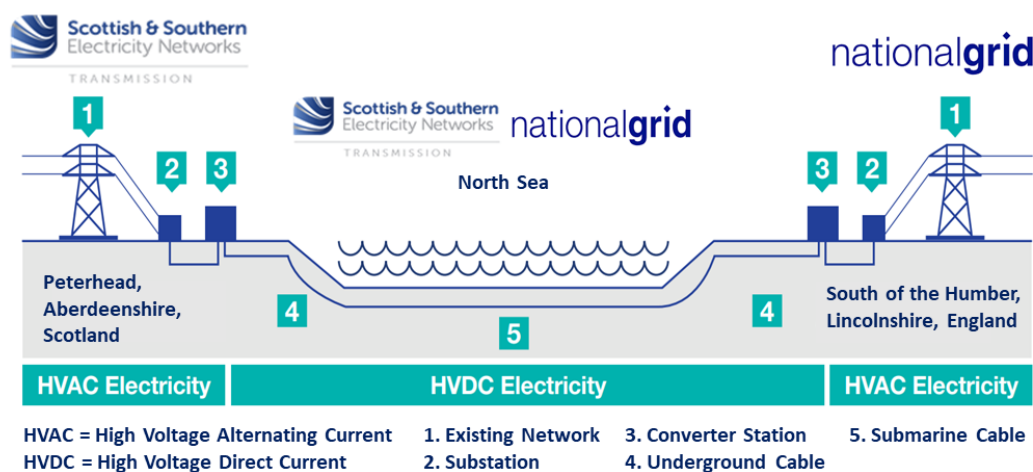 Scottish & Southern
Electricity Networks
TRANSMISSION
nationalgrid
1
2
3
Scottish & Southern
Electricity Networks
TRANSMISSION
nationalgrid
North Sea
3
2
1
Peterhead,
Aberdeenshire,
Scotland
4
5
4
South of the Humber,
Lincolnshire, England
HVAC Electricity
HVDC Electricity
HVAC Electricity
HVAC = High Voltage Alternating Current
HVDC = High Voltage Direct Current
1. Existing Network
2. Substation
3. Converter Station
4. Underground Cable
5. Submarine Cable